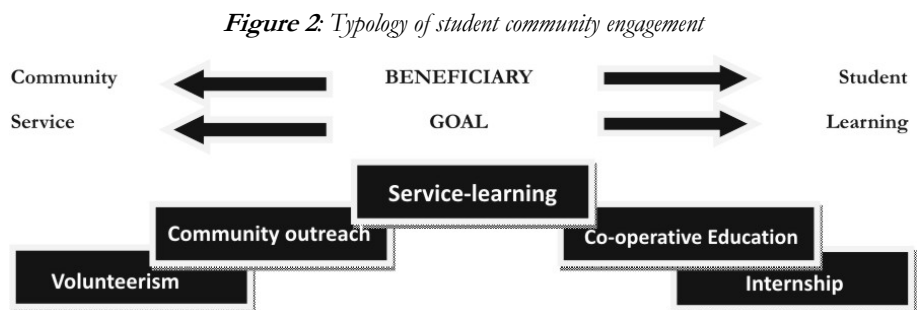 Figure 2: Typology of student community engagement
Community BENEFICIARY Student
Service GOAL Learning
Service-learning
Community outreach Co-operative Education
Volunteerism Internship